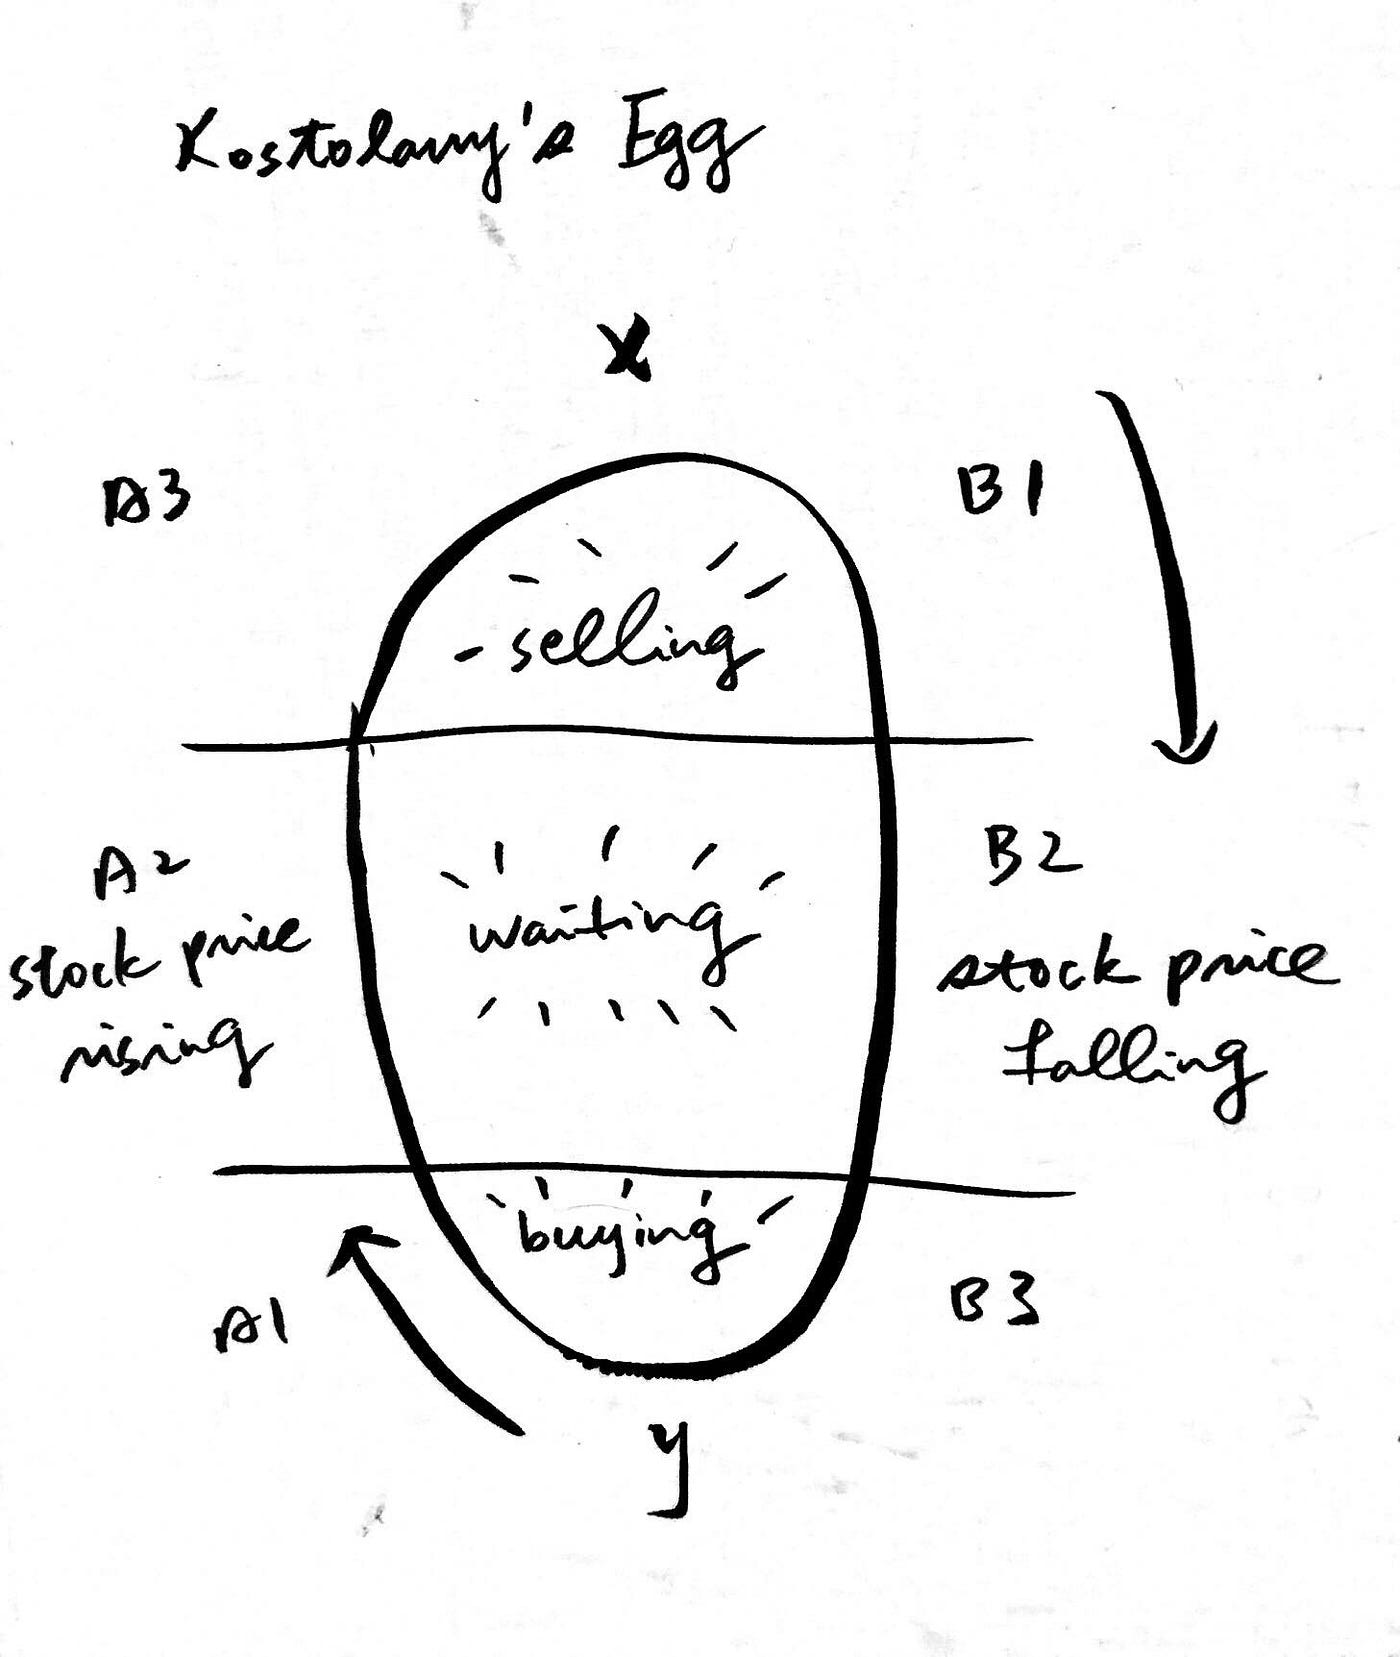 Kostolany's Egg
X
A3
B1
selling
A2
stock price
rising
waiting
B2
stock price
falling
buying
A1
B3
y